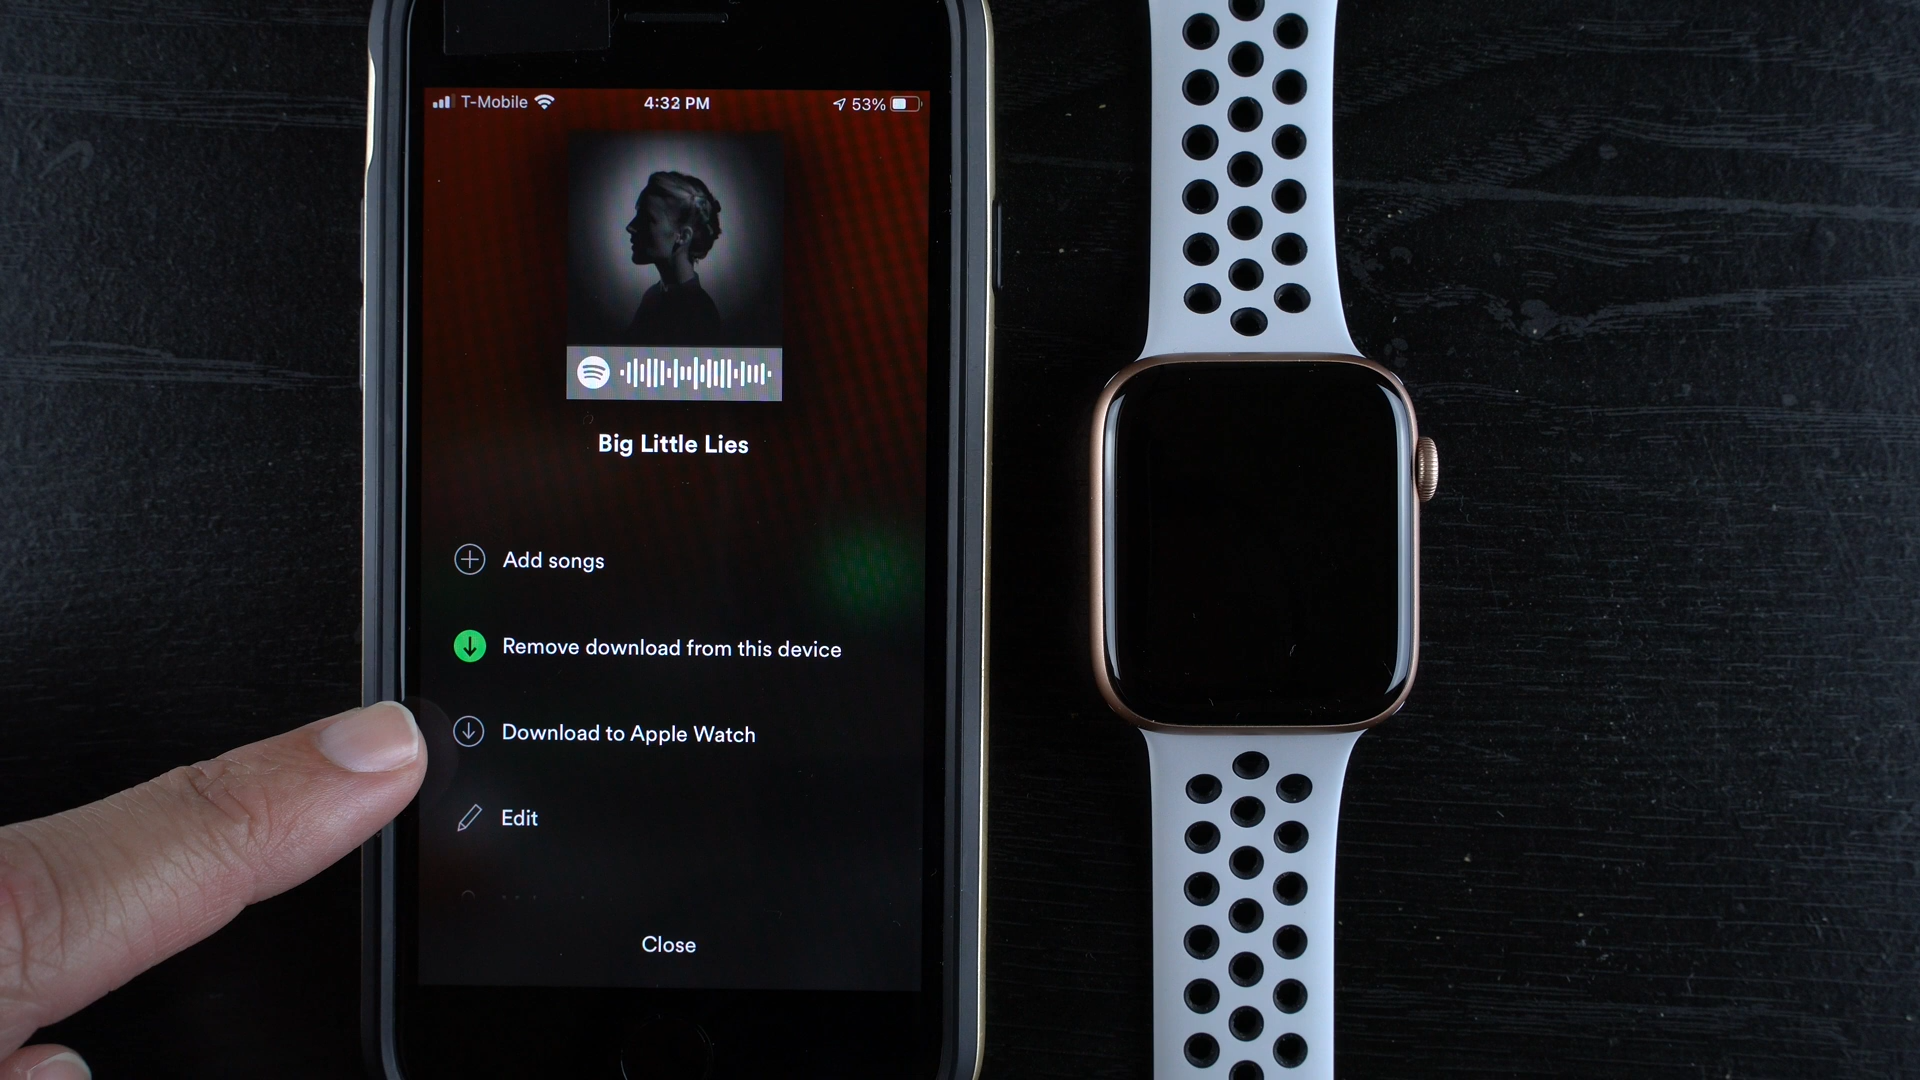 T-Mobile 4:32 PM 53%
Big Little Lies
Add songs
Remove download from this device
Download to Apple Watch
Edit
Close